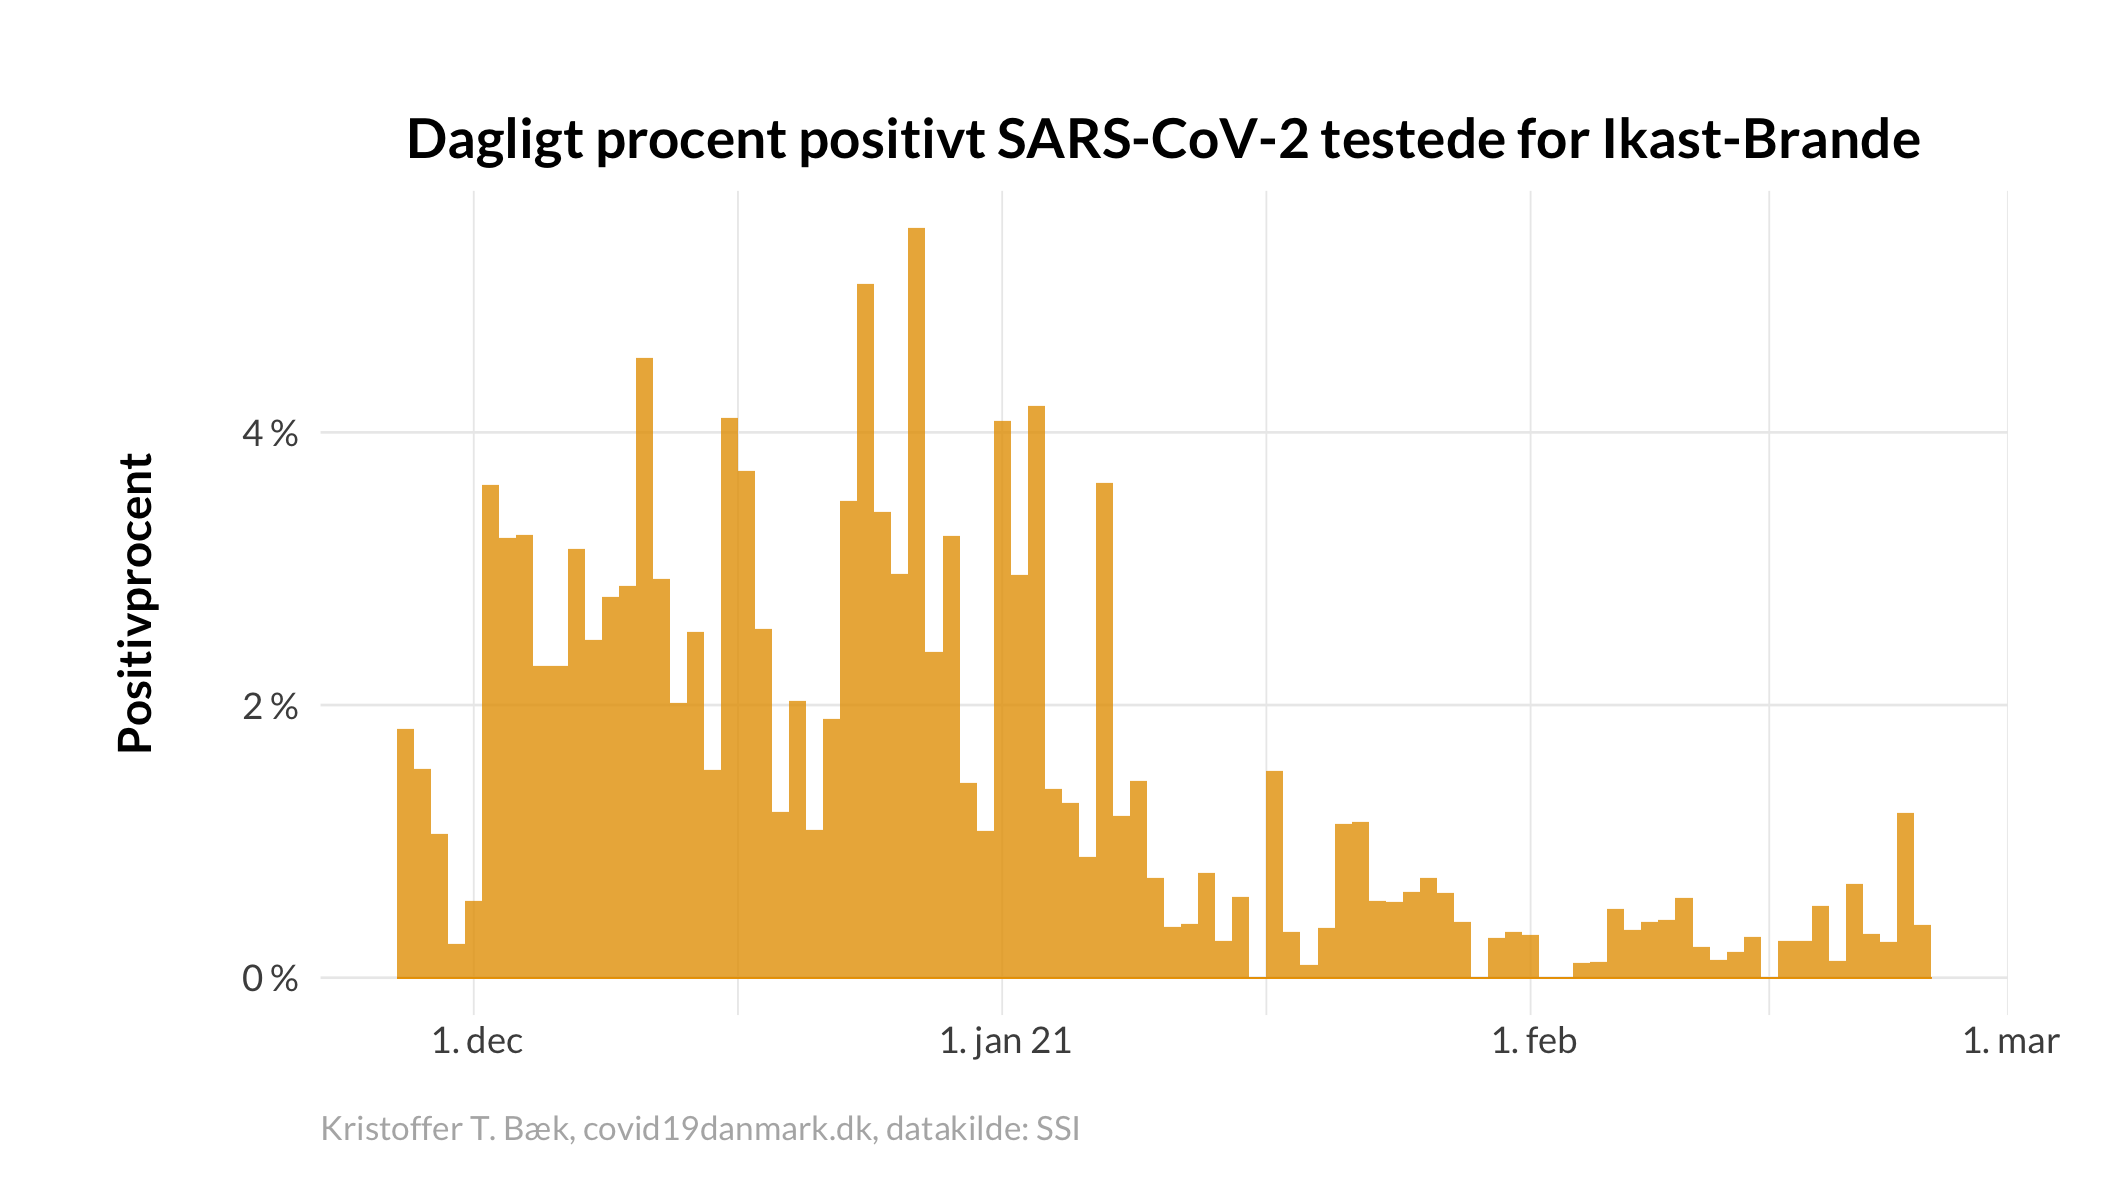 Dagligt procent positivt SARS-CoV-2 testede for Ikast-Brande
Positivprocent
4 %
2 %
0 %
1. dec
1. jan 21
1. feb
1. mar
Kristoffer T. Bæk, covid19danmark.dk, datakilde: SSI